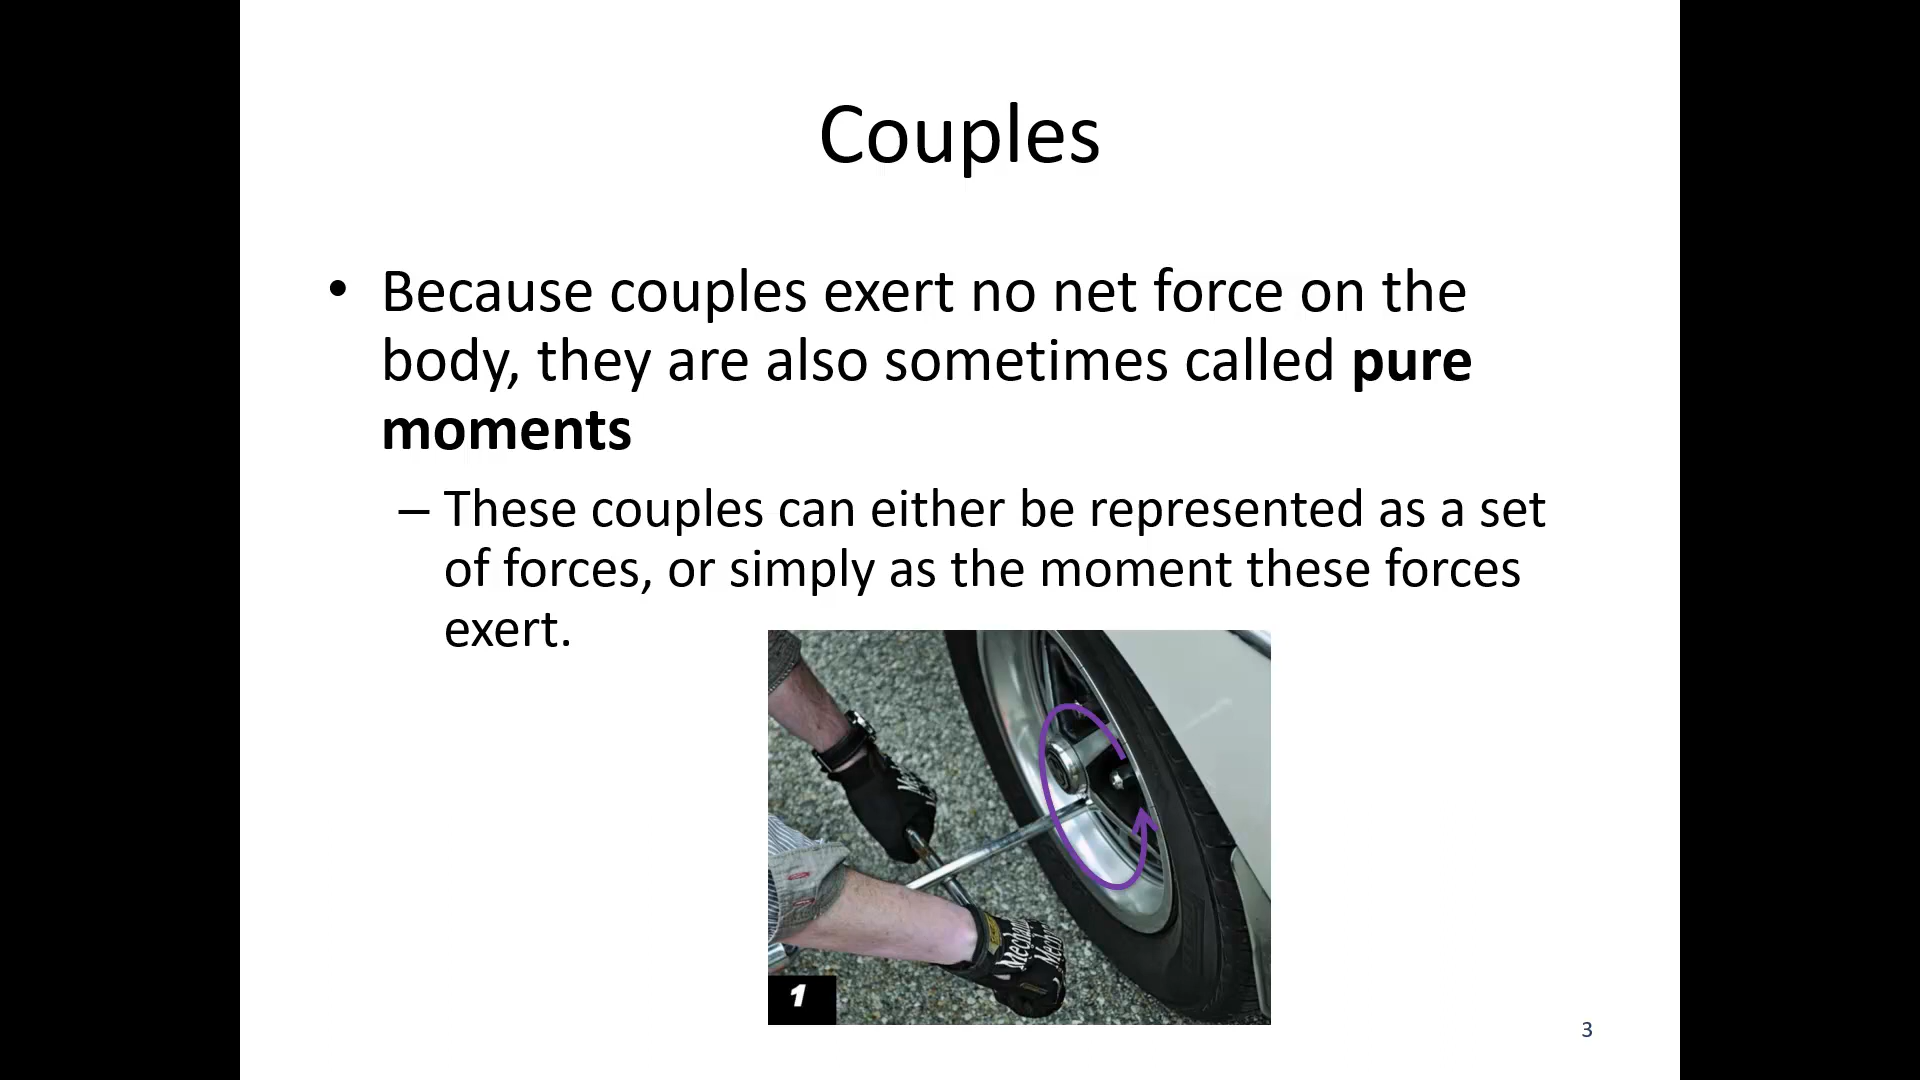 Couples
• Because couples exert no net force on the
body, they are also sometimes called pure
moments
– These couples can either be represented as a set
of forces, or simply as the moment these forces
exert.
Mechanix
1
3